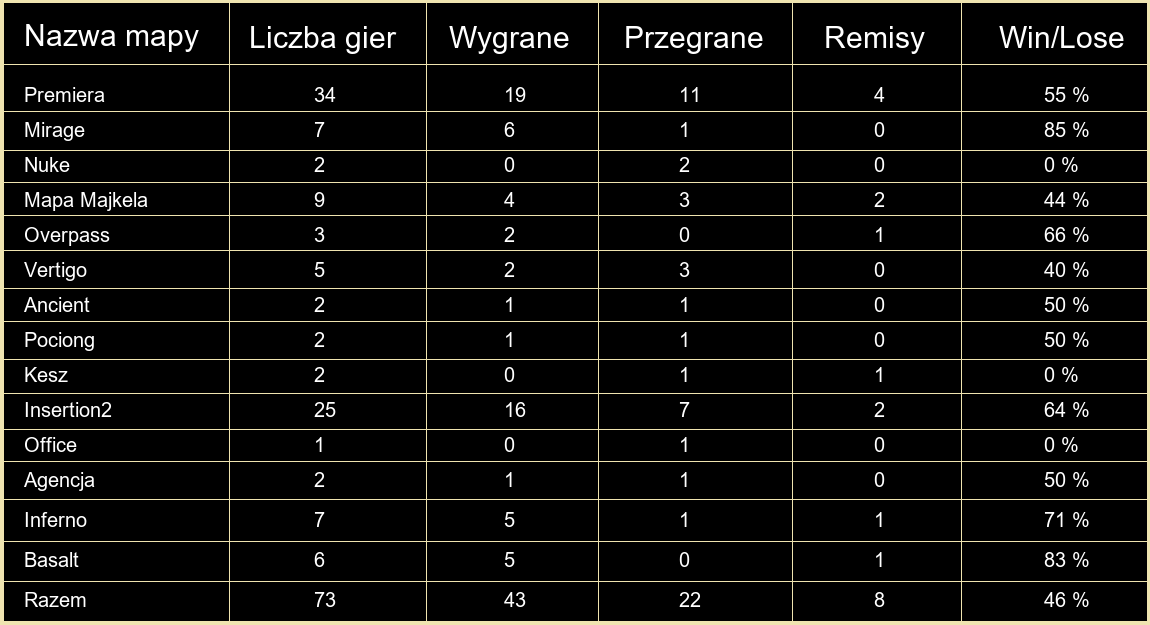 Nazwa mapy Liczba gier Wygrane Przegrane Remisy Win/Lose
Premiera 34 19 11 4 55 %
Mirage 7 6 1 0 85 %
Nuke 2 0 2 0 0 %
Mapa Majkela 9 4 3 2 44 %
Overpass 3 2 0 1 66 %
Vertigo 5 2 3 0 40 %
Ancient 2 1 1 0 50 %
Pociong 2 1 1 0 50 %
Kesz 2 0 1 1 0 %
Insertion2 25 16 7 2 64 %
Office 1 0 1 0 0 %
Agencja 2 1 1 0 50 %
Inferno 7 5 1 1 71 %
Basalt 6 5 0 1 83 %
Razem 73 43 22 8 46 %